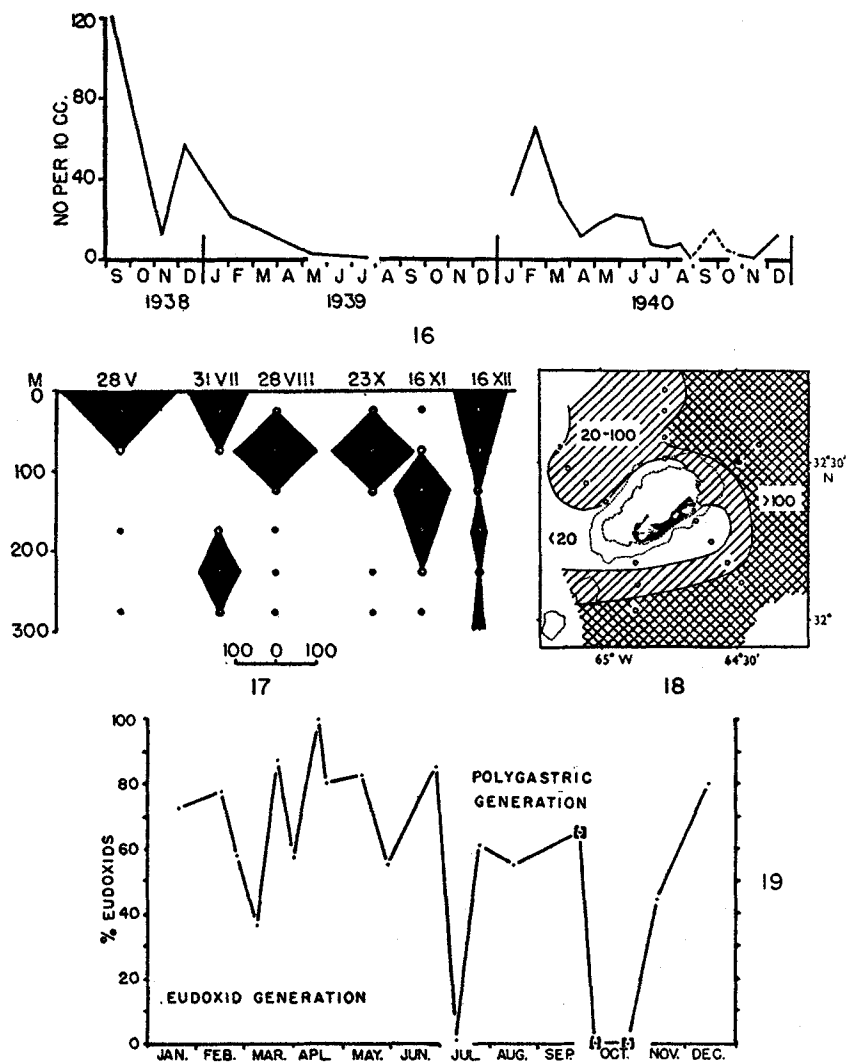 120
80
40
0
NO PER 10 CC.
S O N D J F M A M J J A S O N D J F M A M J J A S O N D
1938 1939 1940
16
M 28 V 31 VII 28 VIII 23 X 16 XI 16 XII
0
100
200
300
100 0 100
17
20-100
>100
<20
32°30'
N
32°
65° W 64°30'
18
100
80
60
40
20
0
% EUDOXIDS
POLYGASTRIC
GENERATION
EUDOXID GENERATION
JAN. FEB. MAR. APL. MAY. JUN. JUL. AUG. SEP. OCT. NOV. DEC.
19